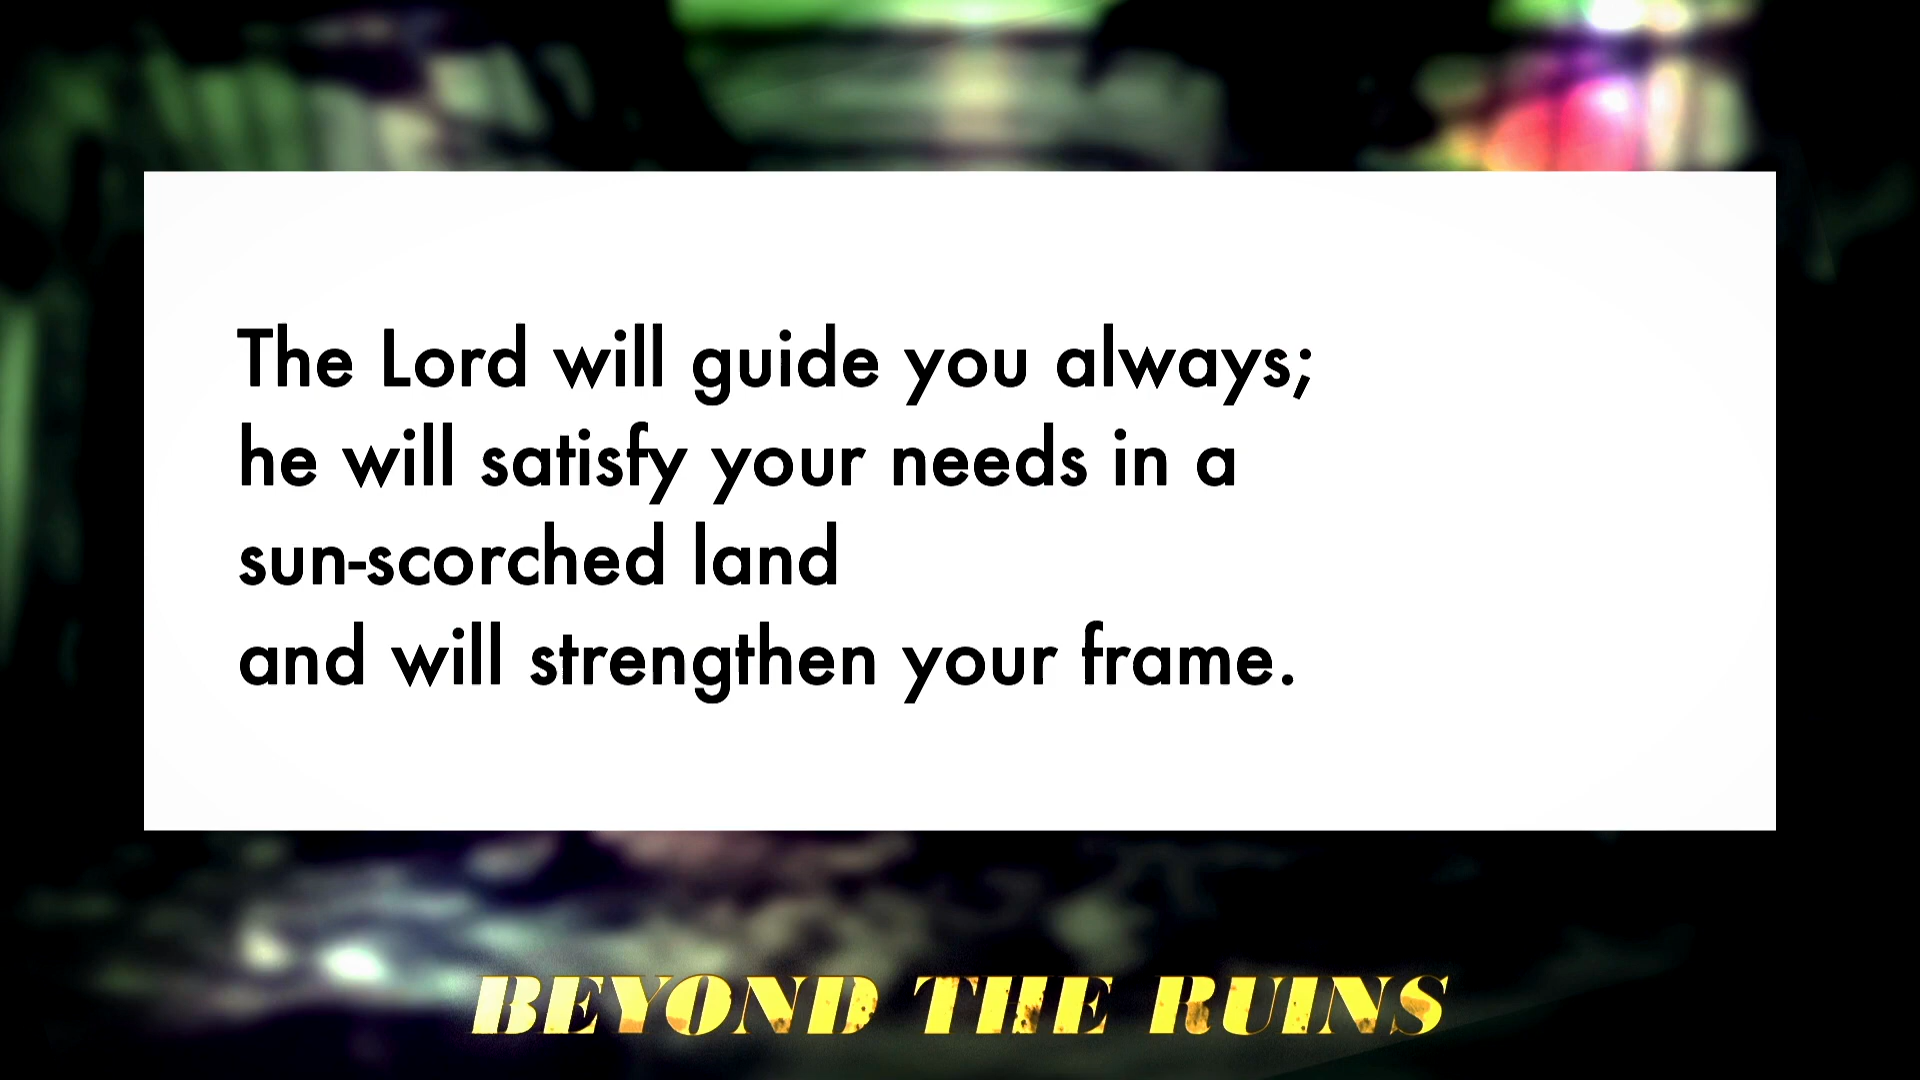 The Lord will guide you always;
he will satisfy your needs in a
sun-scorched land
and will strengthen your frame.
BEYOND THE RUINS